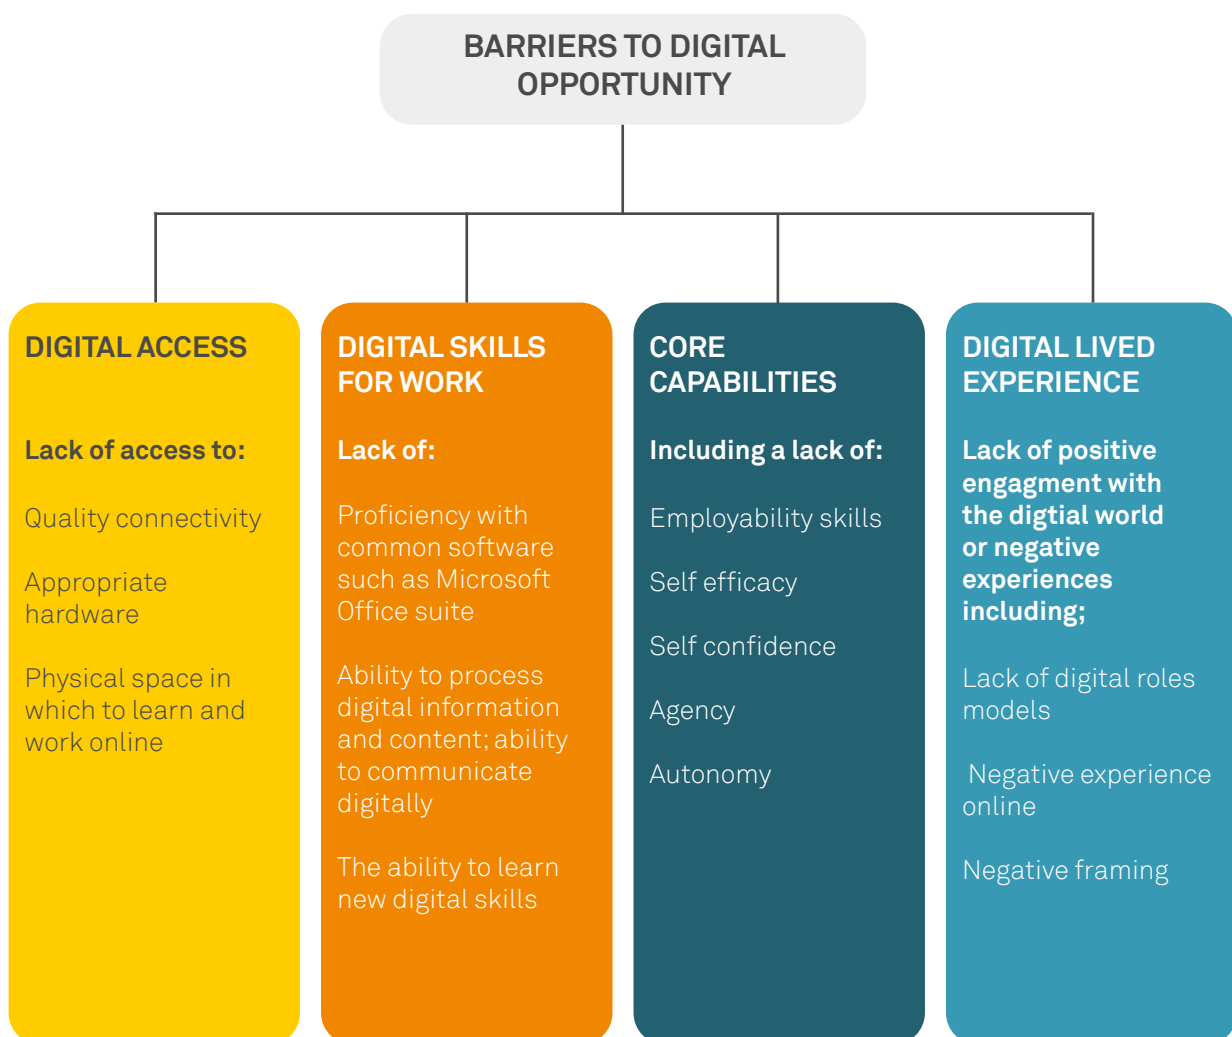 BARRIERS TO DIGITAL
OPPORTUNITY
DIGITAL ACCESS
Lack of access to:
Quality connectivity
Appropriate
hardware
Physical space in
which to learn and
work online
DIGITAL SKILLS
FOR WORK
Lack of:
Proficiency with
common software
such as Microsoft
Office suite
Ability to process
digital information
and content; ability
to communicate
digitally
The ability to learn
new digital skills
CORE
CAPABILITIES
Including a lack of:
Employability skills
Self efficacy
Self confidence
Agency
Autonomy
DIGITAL LIVED
EXPERIENCE
Lack of positive
engagment with
the digtial world
or negative
experiences
including;
Lack of digital roles
models
Negative experience
online
Negative framing